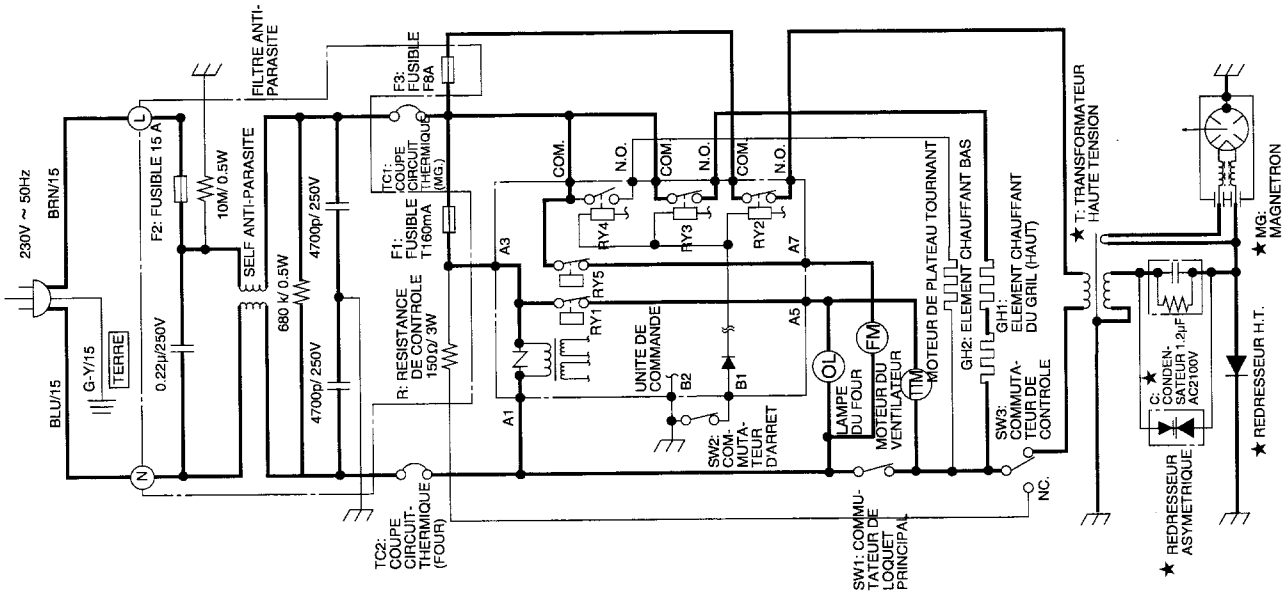 230V ~ 50Hz
BLU/15
BRN/15
G-Y/15
TERRE
N
L
F2: FUSIBLE 15 A
0.22µ/250V
10M/ 0.5W
SELF ANTI-PARASITE
FILTRE ANTI-
PARASITE
680 k/ 0.5W
4700p/ 250V
4700p/ 250V
TC2:
COUPE
CIRCUIT-
THERMIQUE
(FOUR)
TC1:
COUPE
CIRCUIT
THERMIQUE
(MG.)
F3:
FUSIBLE
F8A
R: RESISTANCE
DE CONTROLE
150Ω/ 3W
F1:
FUSIBLE
T160mA
A1
A3
COM.
N.O.
COM.
N.O.
COM.
N.O.
RY4
RY3
RY2
RY1
RY5
A5
A7
UNITE DE
COMMANDE
B2
B1
SW2:
COM-
MUTA-
TEUR
D'ARRET
OL
LAMPE
DU FOUR
FM
MOTEUR DU
VENTILATEUR
TTM
MOTEUR DE PLATEAU TOURNANT
GH2: ELEMENT CHAUFFANT BAS
GH1:
ELEMENT CHAUFFANT
DU GRIL (HAUT)
SW1: COMMU-
TATEUR DE
LOQUET
PRINCIPAL
SW3:
COMMUTA-
TEUR DE
CONTROLE
NC.
★ T: TRANSFORMATEUR
HAUTE TENSION
★
C: CONDEN-
SATEUR 1.2µF
AC2100V
★ REDRESSEUR
ASYMETRIQUE
★ REDRESSEUR H.T.
★ MG:
MAGNETRON